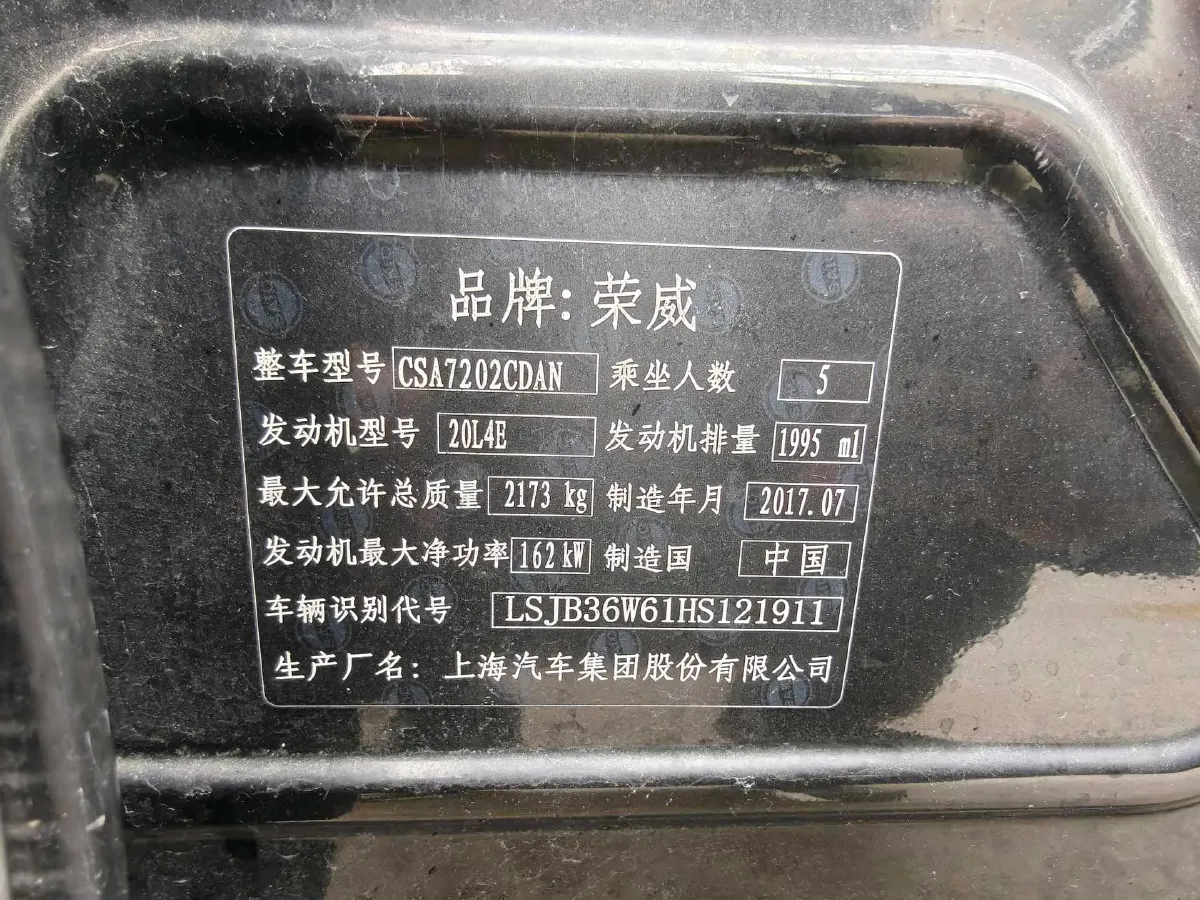 品牌：荣威
整车型号 CSA7202CDAN 乘坐人数 5
发动机型号 20L4E 发动机排量 1995 ml
最大允许总质量 2173 kg 制造年月 2017.07
发动机最大净功率 162 kW 制造国 中国
车辆识别代号 LSJB36W61HS121911
生产厂名：上海汽车集团股份有限公司